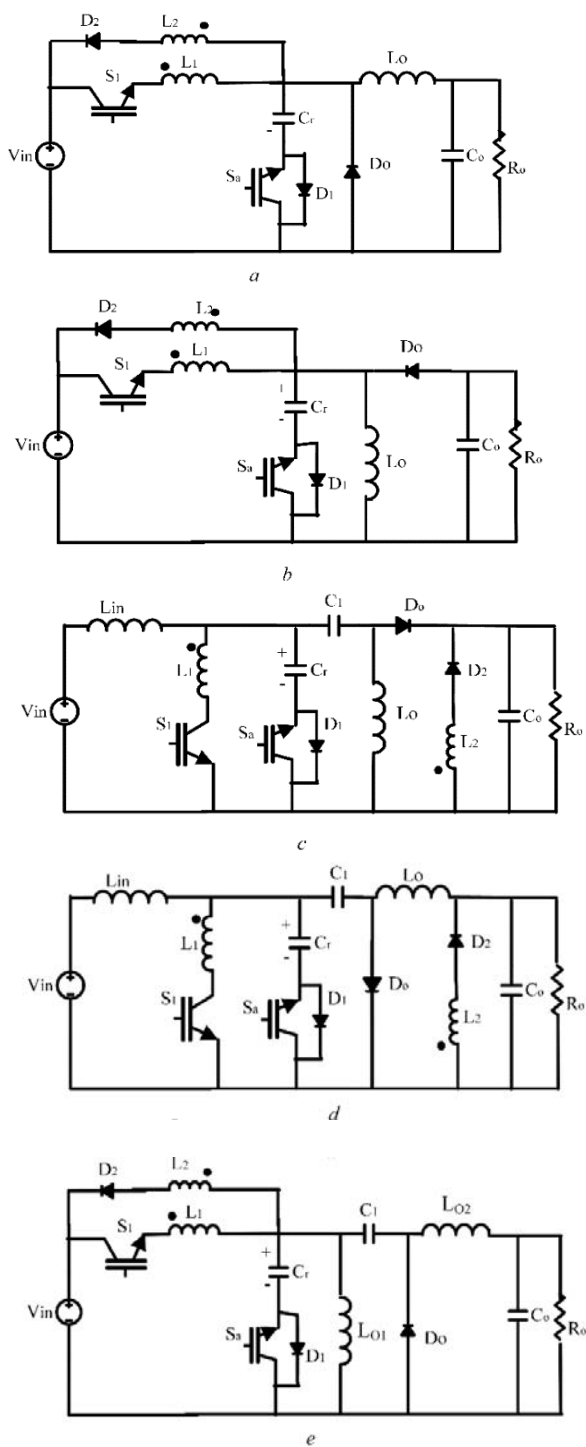 D2 L2
S1 L1 Lo
Vin Cr Co Ro
Sa D1 Do
-
a
D2 L2
S1 L1 Do
+
Vin Cr Co Ro
-
Sa D1 Lo
b
Lin C1 Do
L1 + Cr D2
-
Vin S1 Sa D1 Lo L2 Co Ro
c
Lin C1 Lo
L1 + Cr D2
-
Vin S1 Sa D1 Do L2 Co Ro
d
D2 L2
S1 L1 C1 LO2
+
Vin Cr Co Ro
-
Sa D1 LO1 Do
e